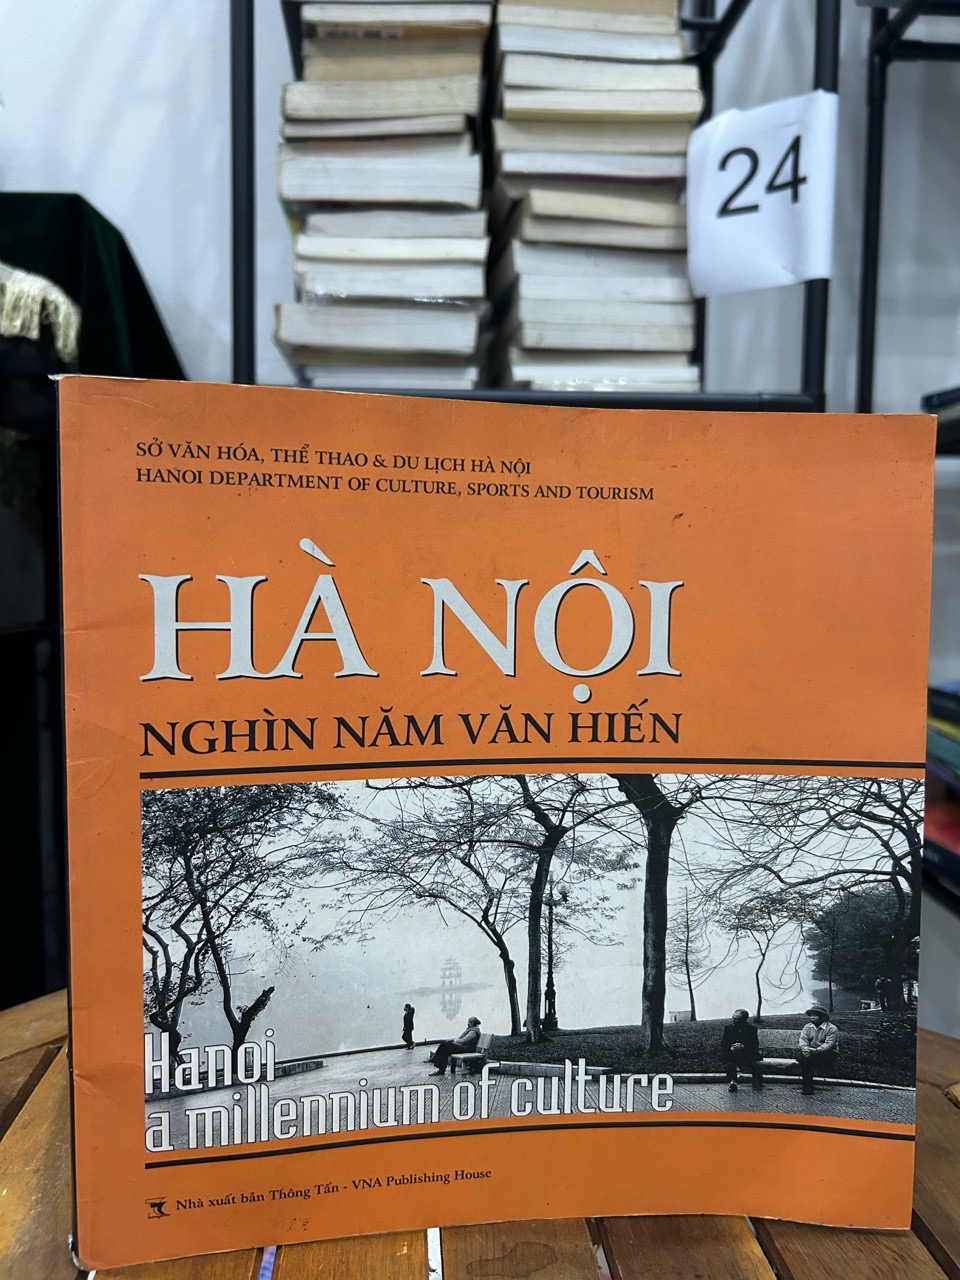 24
SỞ VĂN HÓA, THỂ THAO & DU LỊCH HÀ NỘI
HANOI DEPARTMENT OF CULTURE, SPORTS AND TOURISM
HÀ NỘI
NGHÌN NĂM VĂN HIẾN
Hanoi
a millennium of culture
Nhà xuất bản Thông Tấn - VNA Publishing House